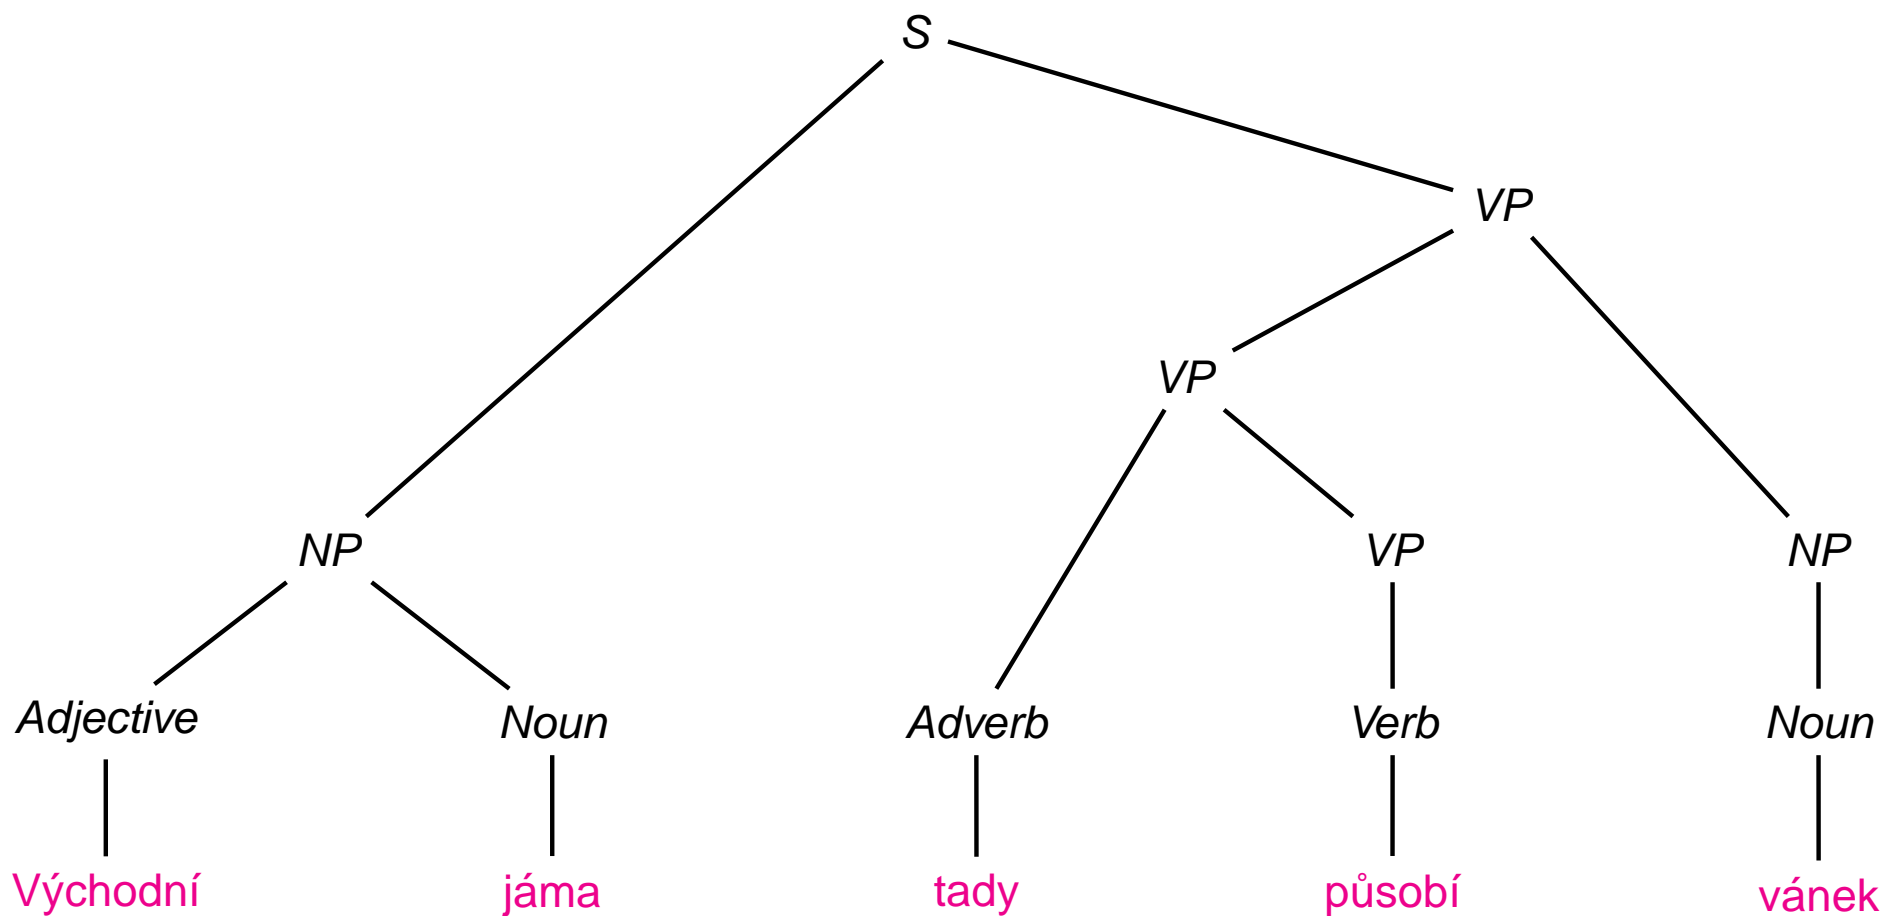 S
VP
VP
NP VP NP
Adjective Noun Adverb Verb Noun
Východní jáma tady působí vánek